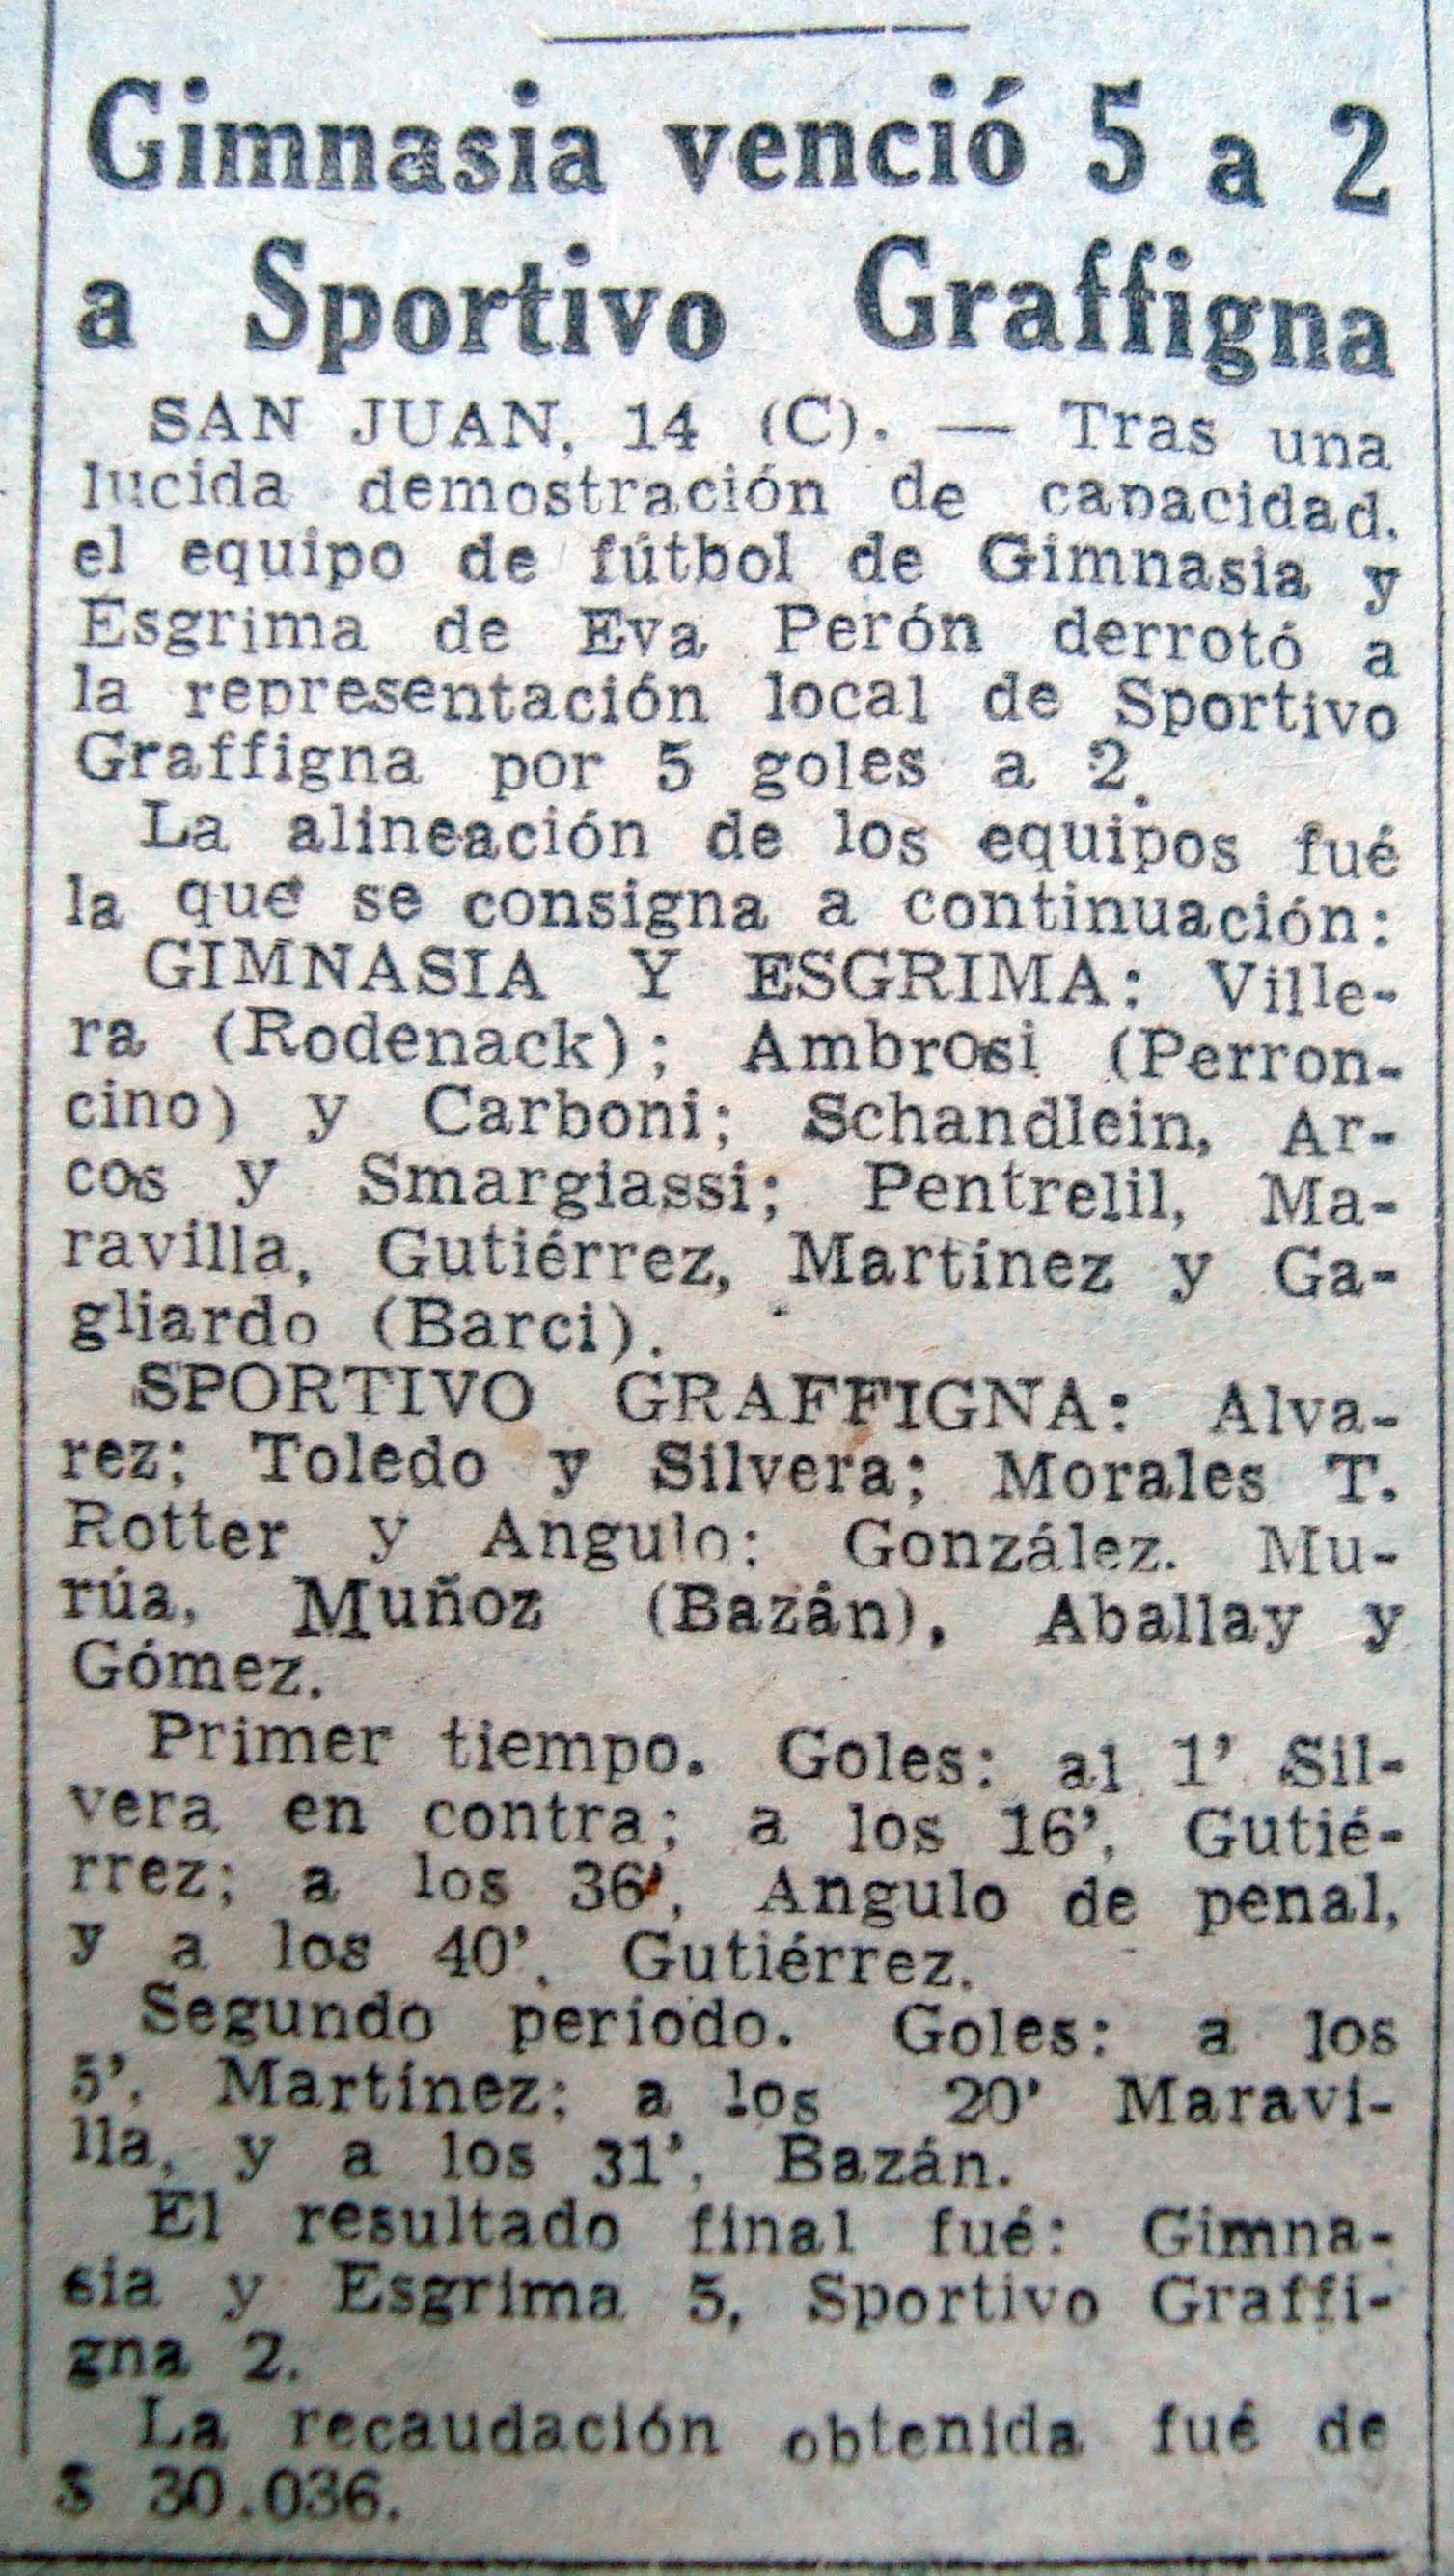 Gimnasia venció 5 a 2
a Sportivo Graffigna
SAN JUAN, 14 (C). — Tras una
lucida demostración de capacidad,
el equipo de fútbol de Gimnasia y
Esgrima de Eva Perón derrotó a
la representación local de Sportivo
Graffigna por 5 goles a 2.
La alineación de los equipos fué
la que se consigna a continuación:
GIMNASIA Y ESGRIMA: Ville-
ra (Rodenack); Ambrosi (Perron-
cino) y Carboni; Schandlein, Ar-
cos y Smargiassi; Pentrelil, Ma-
ravilla, Gutiérrez, Martínez y Ga-
gliardo (Barci).
SPORTIVO GRAFFIGNA: Alva-
rez; Toledo y Silvera; Morales T.
Rotter y Angulo; González. Mu-
rúa, Muñoz (Bazán), Aballay y
Gómez.
Primer tiempo. Goles: al 1' Sil-
vera en contra; a los 16', Gutié-
rrez; a los 36', Angulo de penal,
y a los 40', Gutiérrez.
Segundo período. Goles: a los
5', Martínez; a los 20' Maravi-
lla, y a los 31', Bazán.
El resultado final fué: Gimna-
sia y Esgrima 5, Sportivo Graffi-
gna 2.
La recaudación obtenida fué de
$ 30.036.